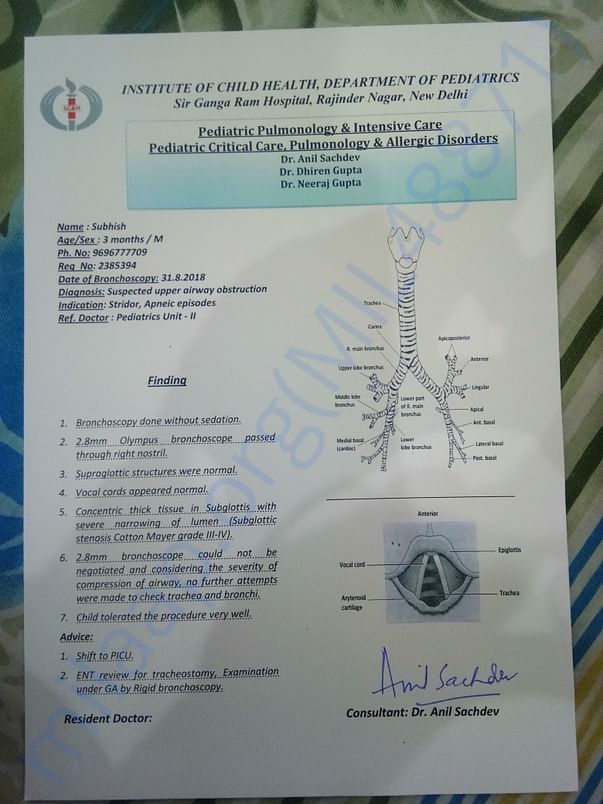 SGRH
INSTITUTE OF CHILD HEALTH, DEPARTMENT OF PEDIATRICS
Sir Ganga Ram Hospital, Rajinder Nagar, New Delhi
Pediatric Pulmonology & Intensive Care
Pediatric Critical Care, Pulmonology & Allergic Disorders
Dr. Anil Sachdev
Dr. Dhiren Gupta
Dr. Neeraj Gupta
Name : Subhish
Age/Sex : 3 months / M
Ph. No: 9696777709
Reg No: 2385394
Date of Bronchoscopy: 31.8.2018
Diagnosis: Suspected upper airway obstruction
Indication: Stridor, Apneic episodes
Ref. Doctor : Pediatrics Unit - II
Finding
1. Bronchoscopy done without sedation.
2. 2.8mm Olympus bronchoscope passed
through right nostril.
3. Supraglottic structures were normal.
4. Vocal cords appeared normal.
5. Concentric thick tissue in Subglottis with
severe narrowing of lumen (Subglottic
stenosis Cotton Mayer grade III-IV).
6. 2.8mm bronchoscope could not be
negotiated and considering the severity of
compression of airway, no further attempts
were made to check trachea and bronchi.
7. Child tolerated the procedure very well.
Advice:
1. Shift to PICU.
2. ENT review for tracheostomy, Examination
under GA by Rigid bronchoscopy.
Resident Doctor:
Trachea
Carina
R. main bronchus
Upper lobe bronchus
Middle lobe
bronchus
Medial basal
(cardiac)
Lower part
of R. main
bronchus
Lower
lobe bronchus
Apicoposterior
Anterior
Lingular
Apical
Ant. basal
Lateral basal
Post. basal
Anterior
Epiglottis
Vocal cord
Trachea
Arytenoid
cartilage
Anil Sachdev
Consultant: Dr. Anil Sachdev